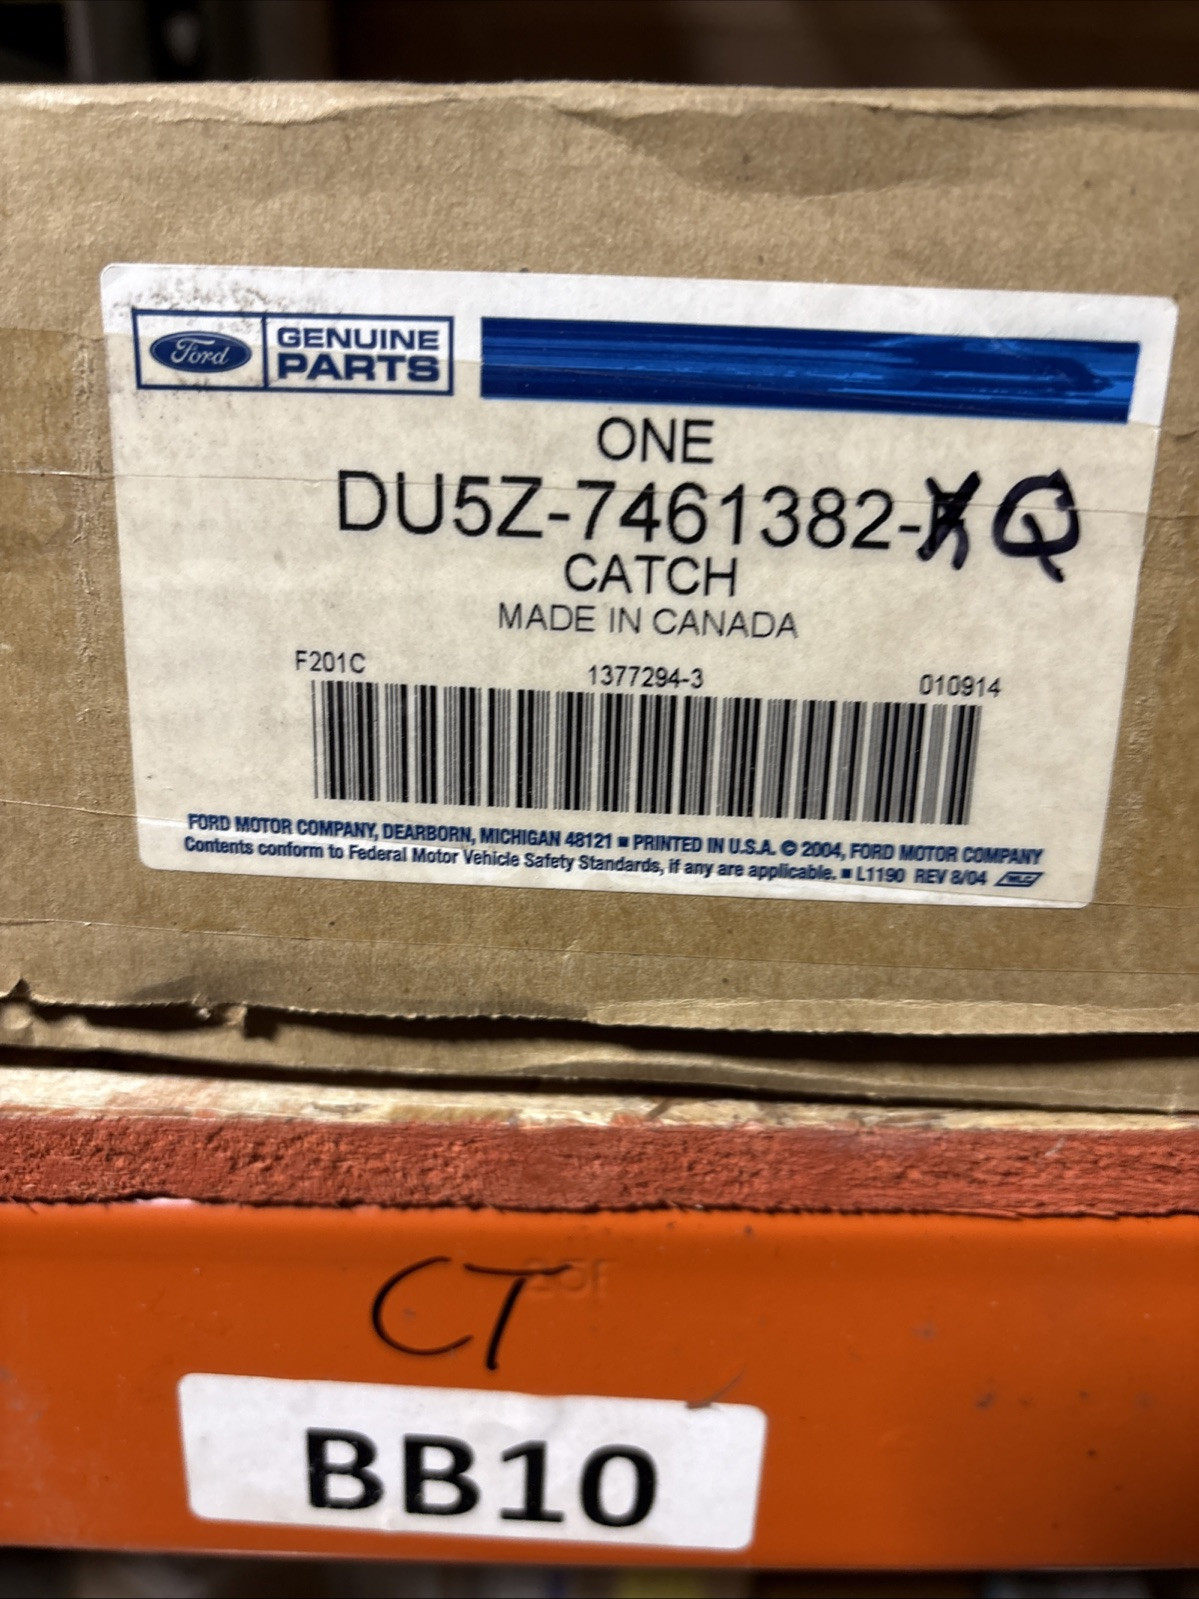 Ford GENUINE PARTS
ONE
DU5Z-7461382- Q
CATCH
MADE IN CANADA
F201C 1377294-3 010914
FORD MOTOR COMPANY, DEARBORN, MICHIGAN 48121 ■ PRINTED IN U.S.A. © 2004, FORD MOTOR COMPANY
Contents conform to Federal Motor Vehicle Safety Standards, if any are applicable. ■ L1190 REV 8/04
CT
BB10